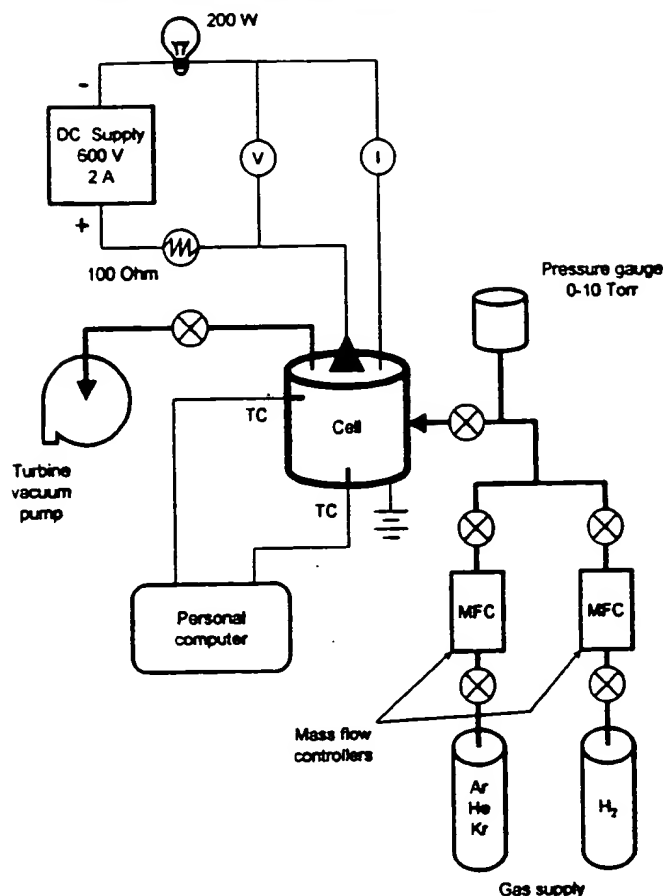 200 W
-
DC Supply
600 V
2 A
+
V
I
100 Ohm
Pressure gauge
0-10 Torr
TC
Cell
Turbine
vacuum
pump
TC
MFC
MFC
Personal
computer
Mass flow
controllers
Ar
He
Kr
H₂
Gas supply